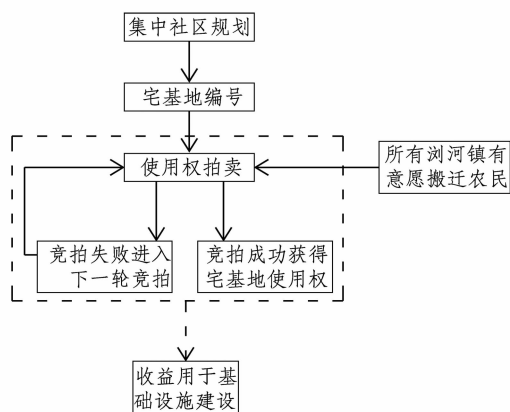 集中社区规划
宅基地编号
使用权拍卖
所有浏河镇有
意愿搬迁农民
竞拍失败进入
下一轮竞拍
竞拍成功获得
宅基地使用权
收益用于基
础设施建设